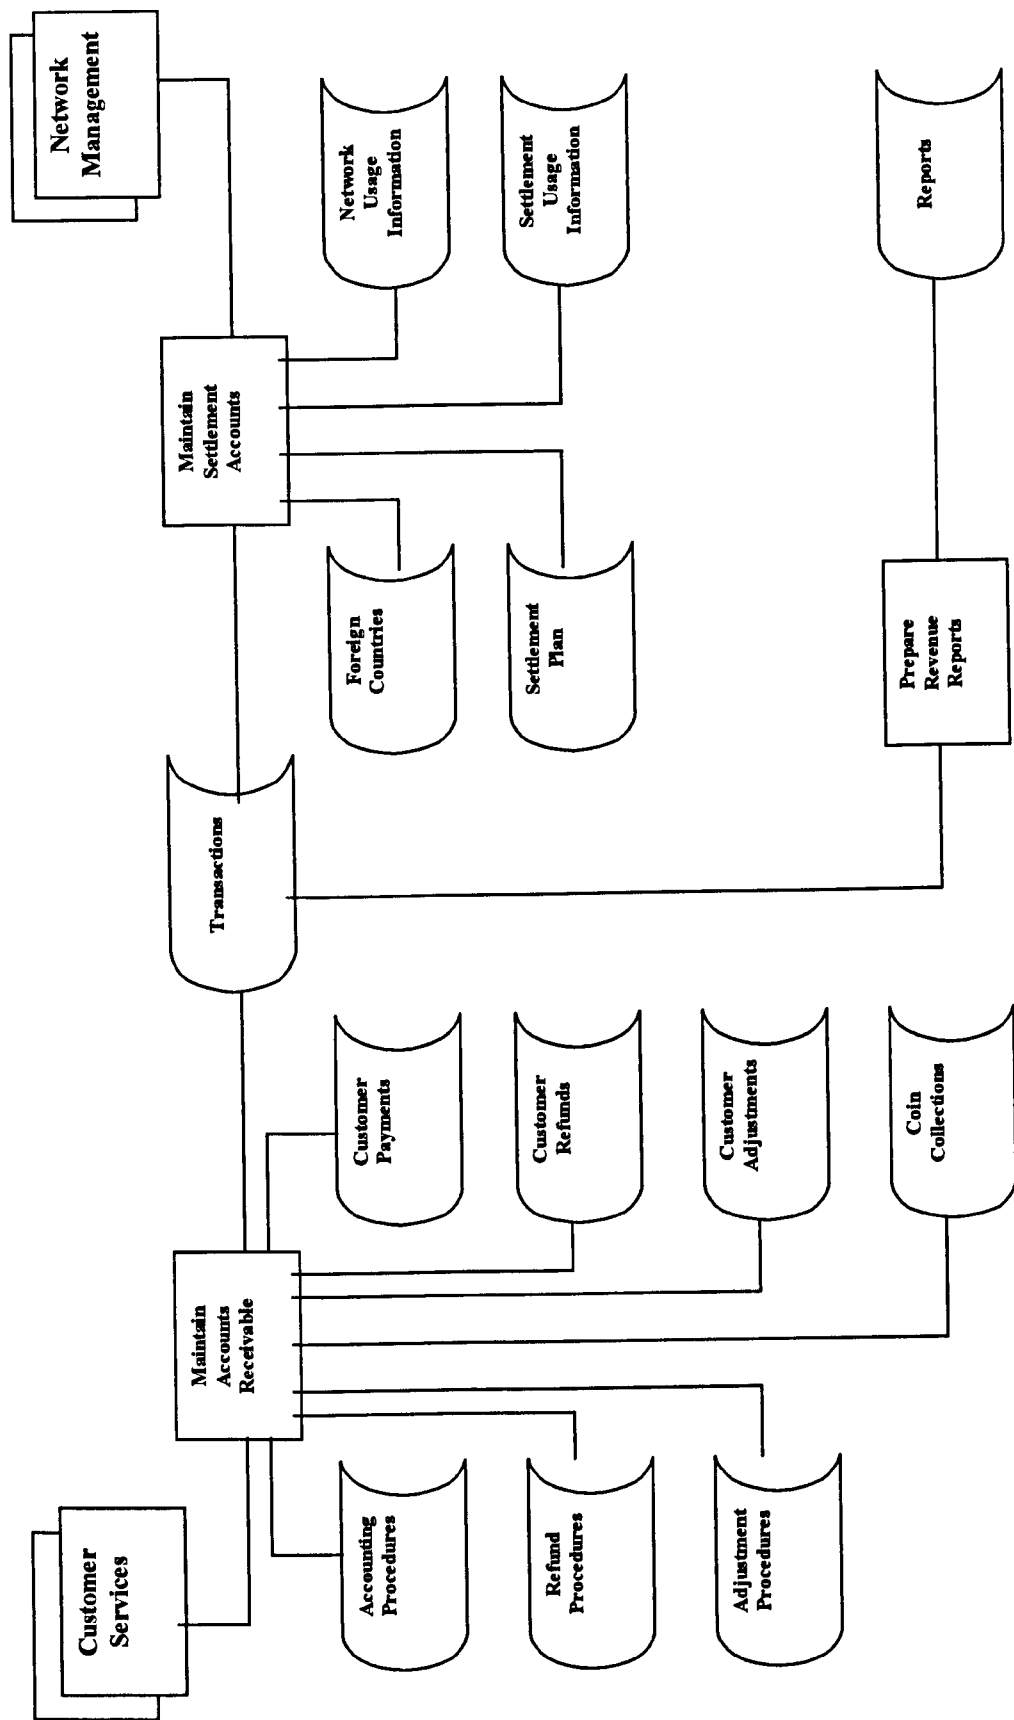 Customer
Services
Network
Management
Maintain
Accounts
Receivable
Transactions
Maintain
Settlement
Accounts
Accounting
Procedures
Customer
Payments
Foreign
Countries
Network
Usage
Information
Refund
Procedures
Customer
Refunds
Settlement
Plan
Settlement
Usage
Information
Adjustment
Procedures
Customer
Adjustments
Coin
Collections
Prepare
Revenue
Reports
Reports